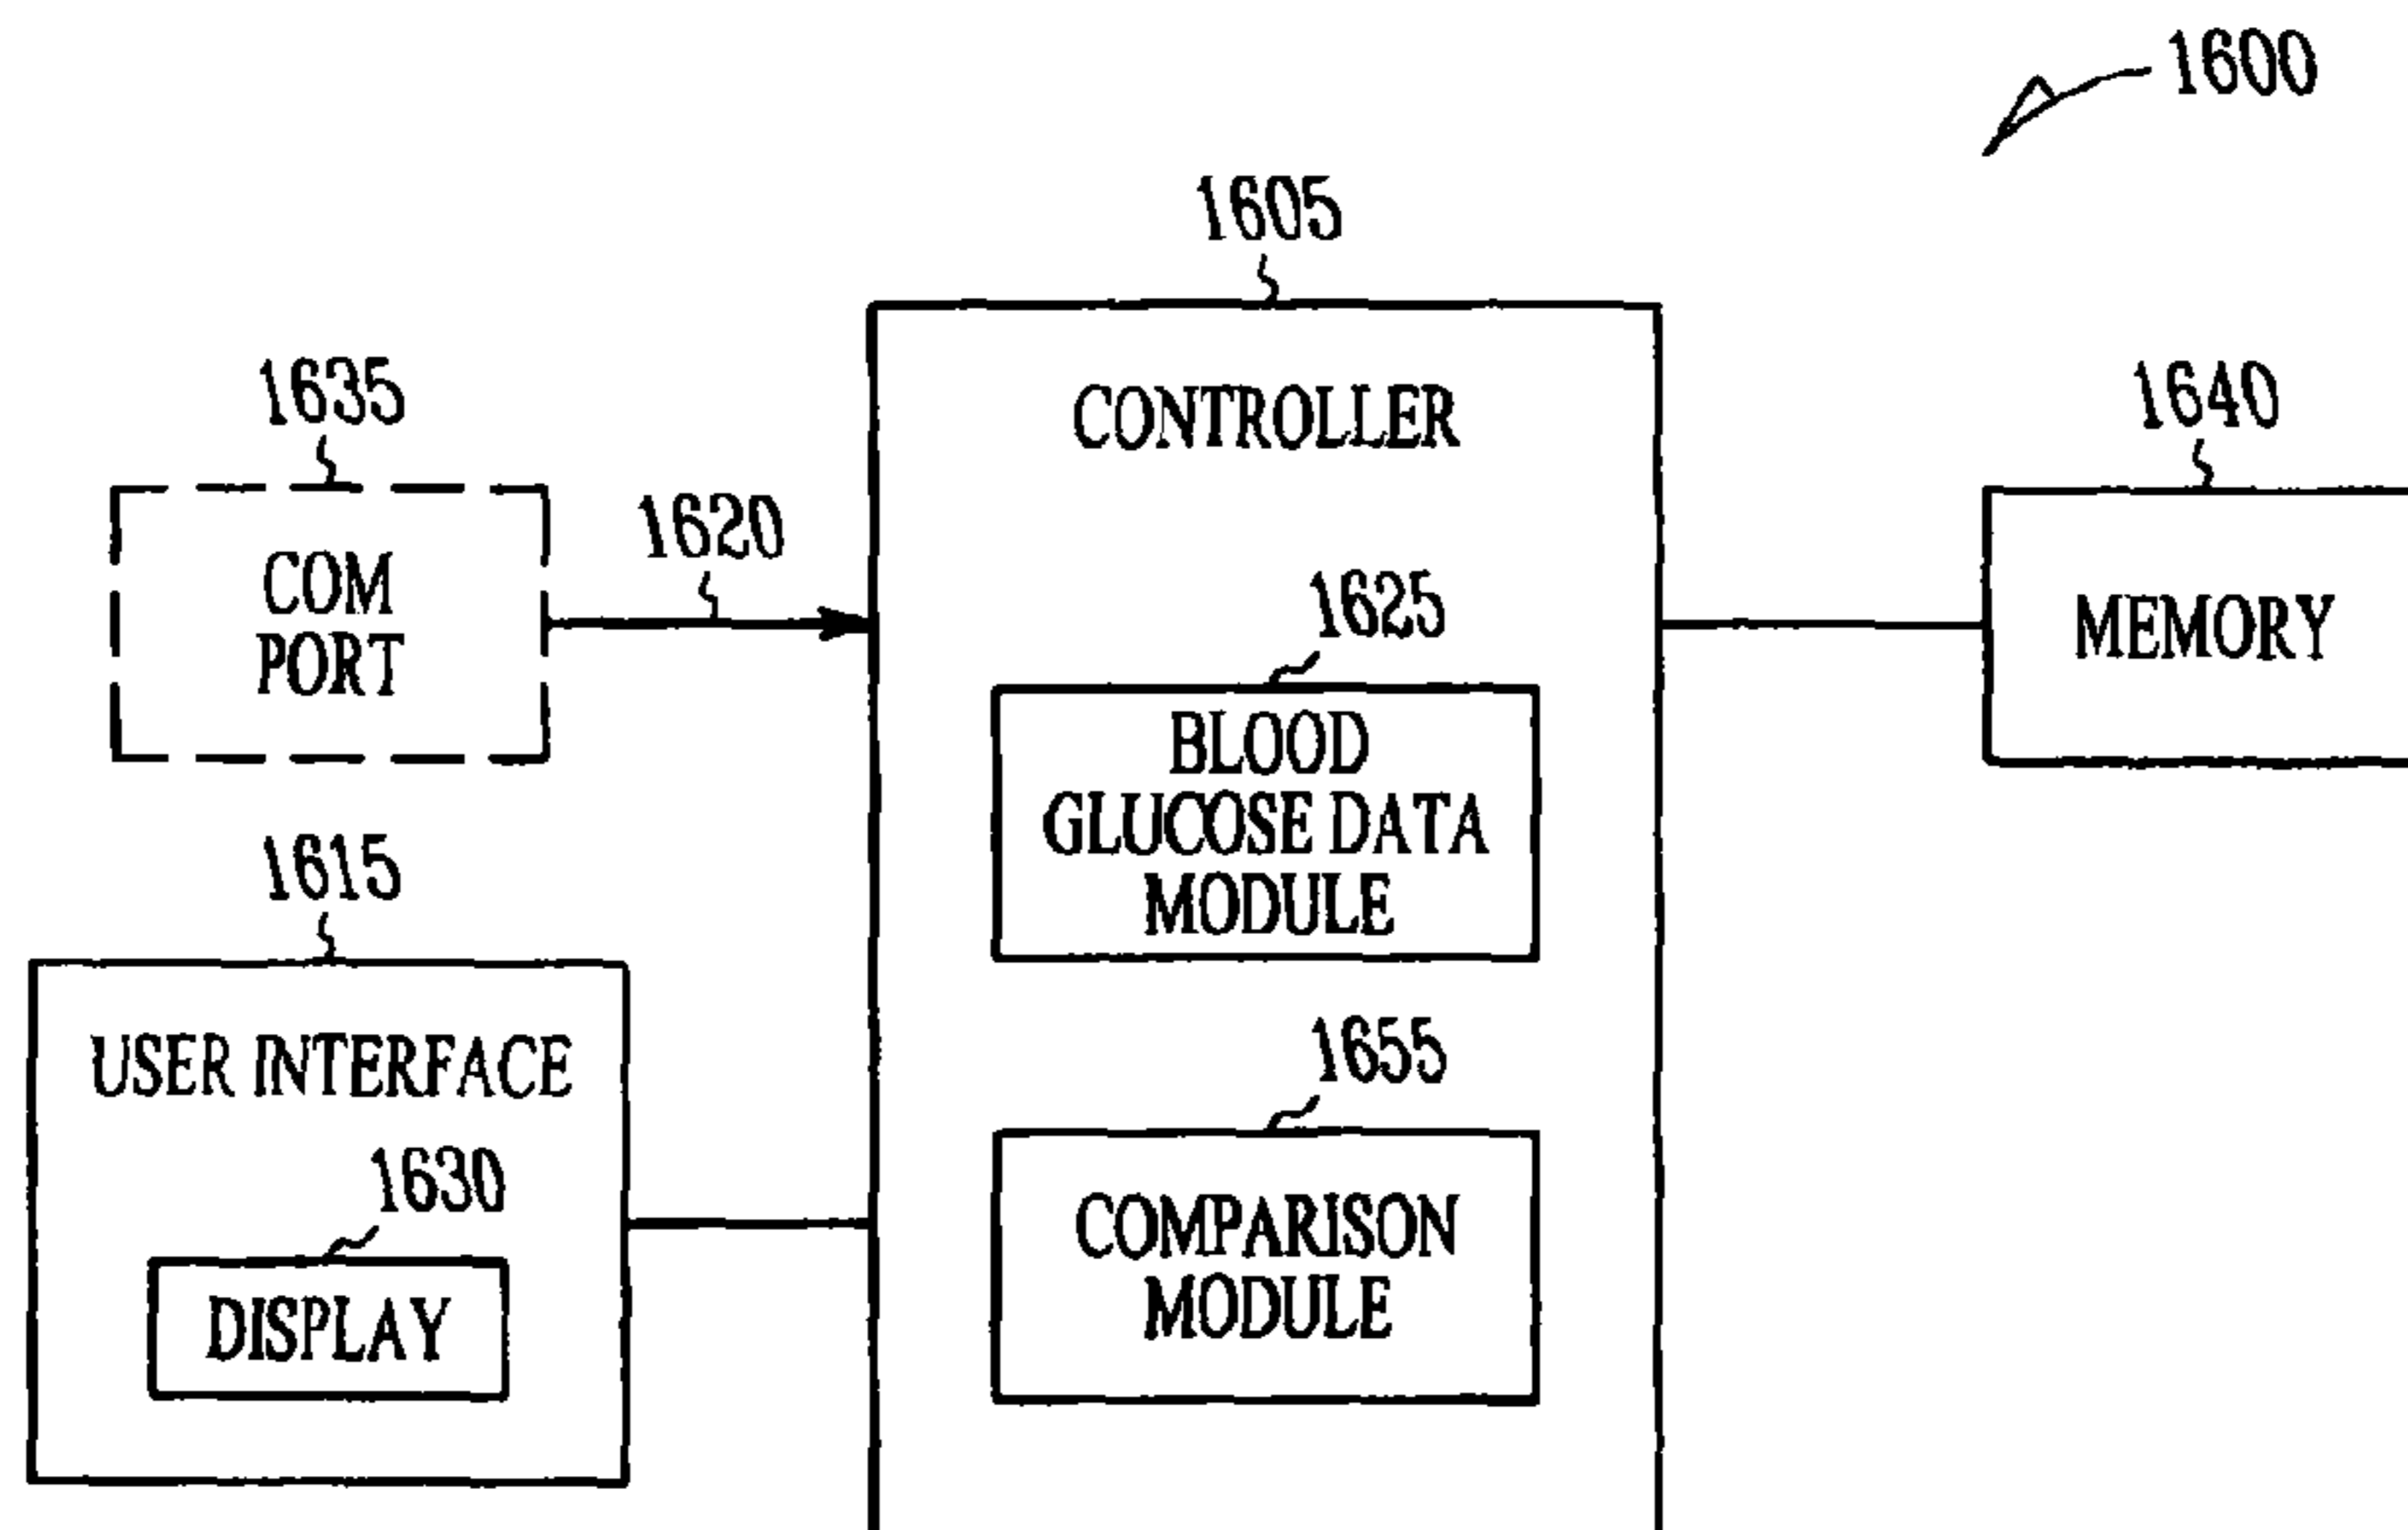 1600
1605
1635
COM
PORT
1620
CONTROLLER
1640
MEMORY
1625
BLOOD
GLUCOSE DATA
MODULE
1615
USER INTERFACE
1630
DISPLAY
1655
COMPARISON
MODULE